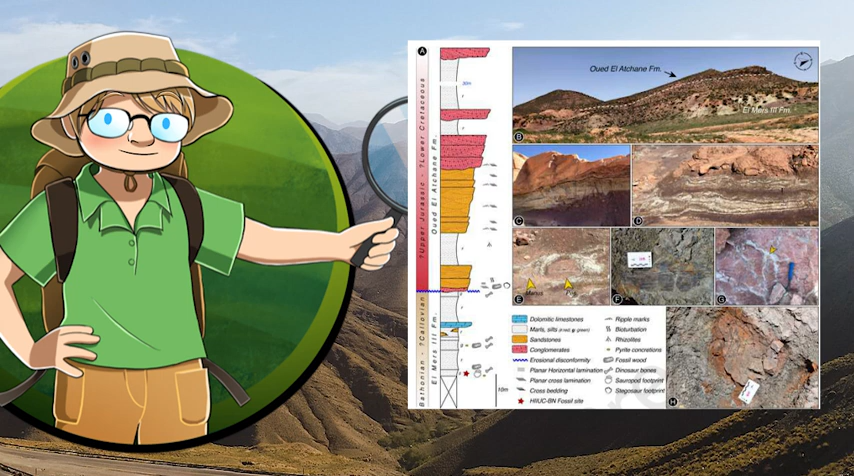 A
?Upper Jurassic - ?Lower Cretaceous
Oued El Atchane Fm.
Bathonian - ?Callovian
El Mers III Fm.
30m
10m
Oued El Atchane Fm.
El Mers III Fm.
B
C
D
E
Manus
Pes
F
G
H
Dolomitic limestones
Marls, silts (red & green)
Sandstones
Conglomerates
Erosional disconformity
Planar Horizontal lamination
Planar cross lamination
Cross bedding
HIIUC-BN Fossil site
Ripple marks
Bioturbation
Rhizolites
Pyrite concretions
Fossil wood
Dinosaur bones
Sauropod footprint
Stegosaur footprint